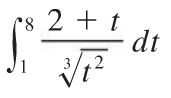 ∫₁⁸ (2 + t)/∛(t²) dt